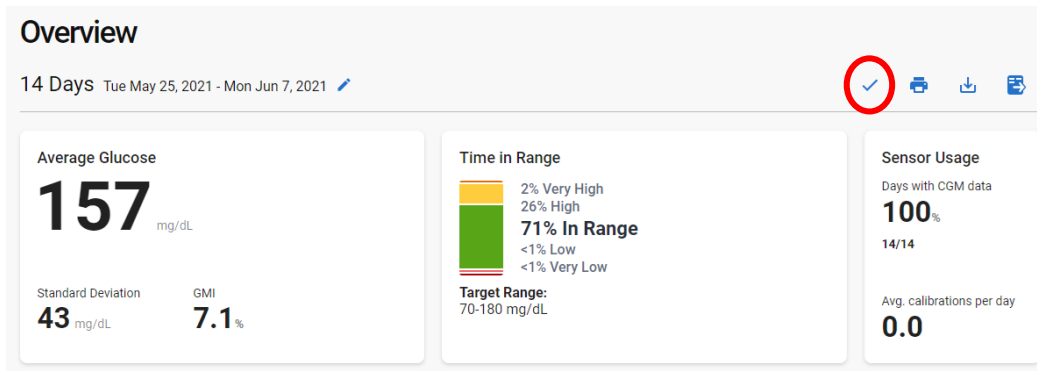 Overview
14 Days Tue May 25, 2021 - Mon Jun 7, 2021
Average Glucose
157 mg/dL
Standard Deviation
43 mg/dL
GMI
7.1%
Time in Range
2% Very High
26% High
71% In Range
<1% Low
<1% Very Low
Target Range:
70-180 mg/dL
Sensor Usage
Days with CGM data
100%
14/14
Avg. calibrations per day
0.0